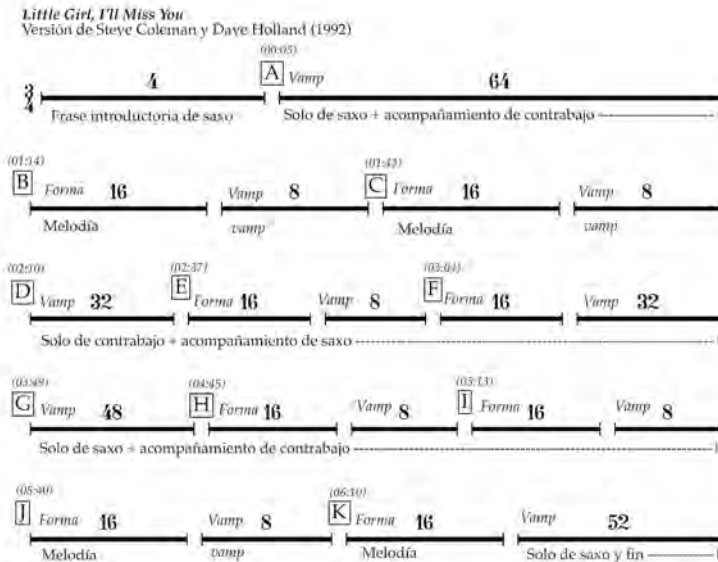 Little Girl, I'll Miss You
Versión de Steve Coleman y Dave Holland (1992)
(00:05)
4 A Vamp 64
3
4
Frase introductoria de saxo Solo de saxo + acompañamiento de contrabajo
(01:14) (01:42)
B Forma 16 Vamp 8 C Forma 16 Vamp 8
Melodía vamp Melodía vamp
(02:10) (02:37) (03:04)
D Vamp 32 E Forma 16 Vamp 8 F Forma 16 Vamp 32
Solo de contrabajo + acompañamiento de saxo
(03:49) (04:45) (05:13)
G Vamp 48 H Forma 16 Vamp 8 I Forma 16 Vamp 8
Solo de saxo + acompañamiento de contrabajo
(05:40) (06:10)
J Forma 16 Vamp 8 K Forma 16 Vamp 52
Melodía vamp Melodía Solo de saxo y fin